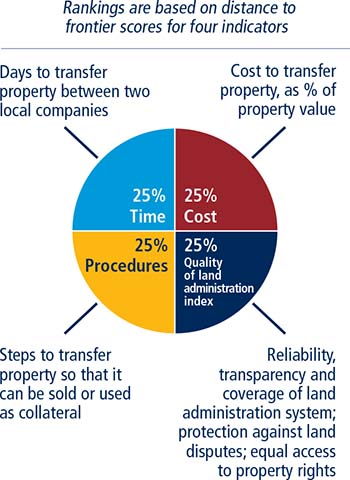 Rankings are based on distance to
frontier scores for four indicators
Days to transfer
property between two
local companies
Cost to transfer
property, as % of
property value
25%
Time
25%
Cost
25%
Procedures
25%
Quality
of land
administration
index
Steps to transfer
property so that it
can be sold or used
as collateral
Reliability,
transparency and
coverage of land
administration system;
protection against land
disputes; equal access
to property rights